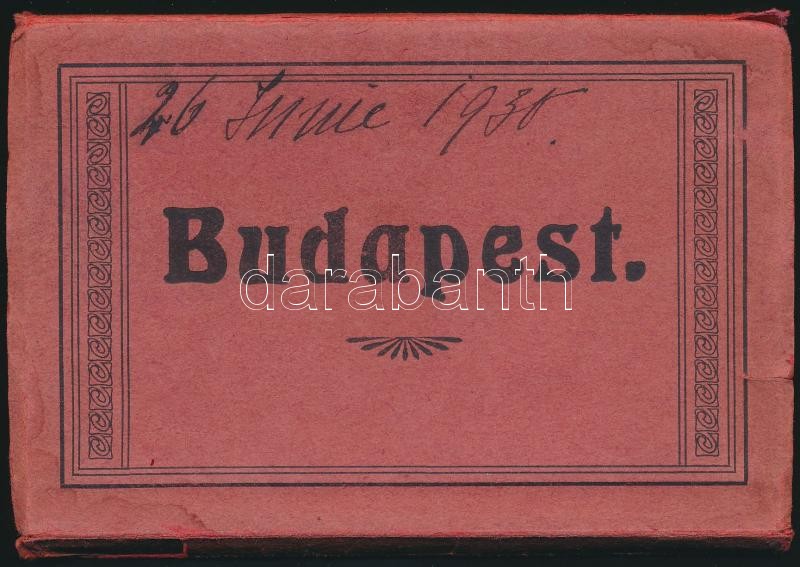 26 Iunie 1930.
Budapest.
darabanth